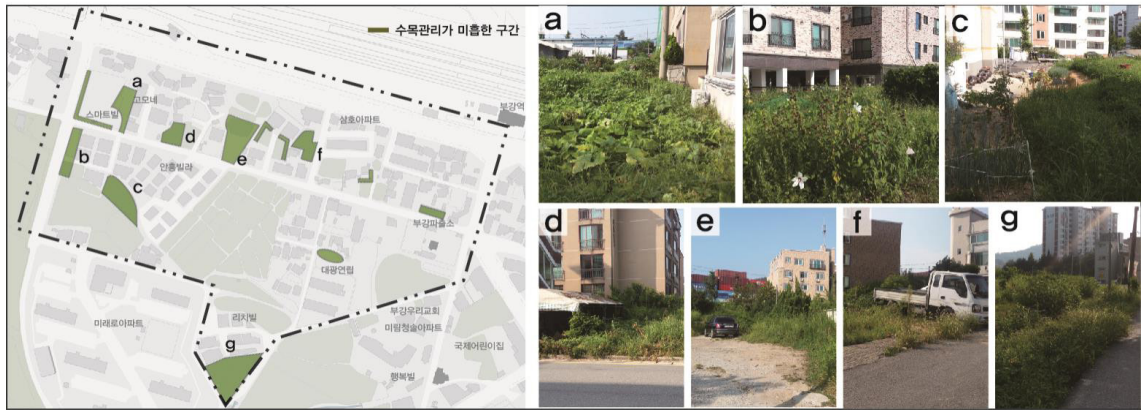 수목관리가 미흡한 구간
a
고모네
스마트빌
부강역
삼호아파트
d
b
e
f
안흥빌라
c
부강파출소
대광연립
리치빌
부강우리교회
미래로아파트
미림청솔아파트
g
국제어린이집
행복빌
a
b
c
d
e
f
g